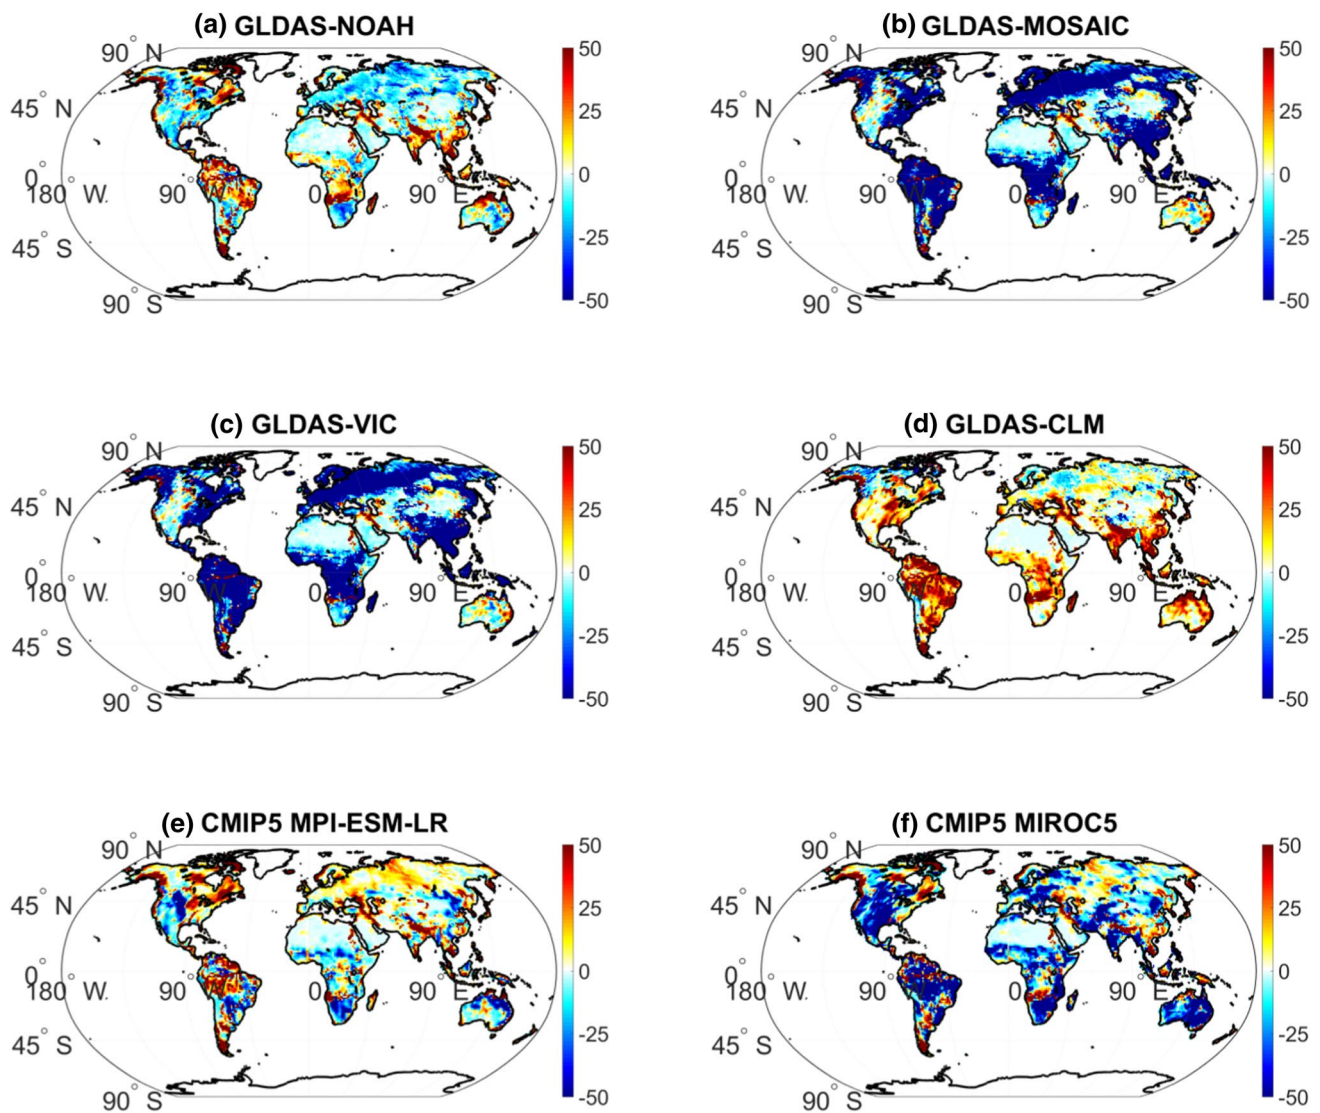 (a) GLDAS-NOAH
90° N
45° N
0°
180° W.
90° W
0°
90° E
45° S
90° S
50
25
0
-25
-50
(b) GLDAS-MOSAIC
90° N
45° N
0°
180° W.
90° W
0°
90° E
45° S
90° S
50
25
0
-25
-50
(c) GLDAS-VIC
90° N
45° N
0°
180° W.
90° W
0°
90° E
45° S
90° S
50
25
0
-25
-50
(d) GLDAS-CLM
90° N
45° N
0°
180° W.
90° W
0°
90° E
45° S
90° S
50
25
0
-25
-50
(e) CMIP5 MPI-ESM-LR
90° N
45° N
0°
180° W.
90° W
0°
90° E
45° S
90° S
50
25
0
-25
-50
(f) CMIP5 MIROC5
90° N
45° N
0°
180° W.
90° W
0°
90° E
45° S
90° S
50
25
0
-25
-50